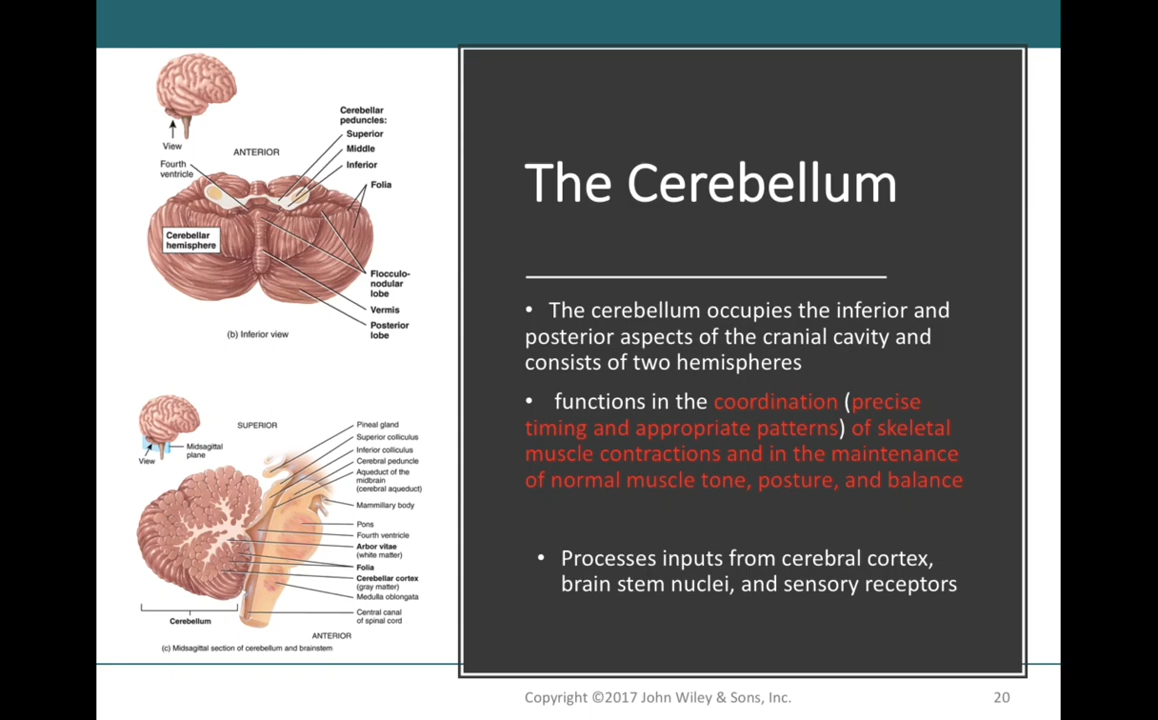 Cerebellar
peduncles:
Superior
Middle
Inferior
Folia
View
ANTERIOR
Fourth
ventricle
Cerebellar
hemisphere
Flocculo-
nodular
lobe
Vermis
Posterior
lobe
(b) Inferior view
SUPERIOR
Pineal gland
Superior colliculus
Inferior colliculus
Cerebral peduncle
Aqueduct of the
midbrain
(cerebral aqueduct)
Mammillary body
Pons
Fourth ventricle
Arbor vitae
(white matter)
Folia
Cerebellar cortex
(gray matter)
Medulla oblongata
Central canal
of spinal cord
Midsagittal
plane
View
Cerebellum
ANTERIOR
(c) Midsagittal section of cerebellum and brainstem
The Cerebellum
• The cerebellum occupies the inferior and
posterior aspects of the cranial cavity and
consists of two hemispheres
• functions in the coordination (precise
timing and appropriate patterns) of skeletal
muscle contractions and in the maintenance
of normal muscle tone, posture, and balance
• Processes inputs from cerebral cortex,
brain stem nuclei, and sensory receptors
Copyright ©2017 John Wiley & Sons, Inc.
20